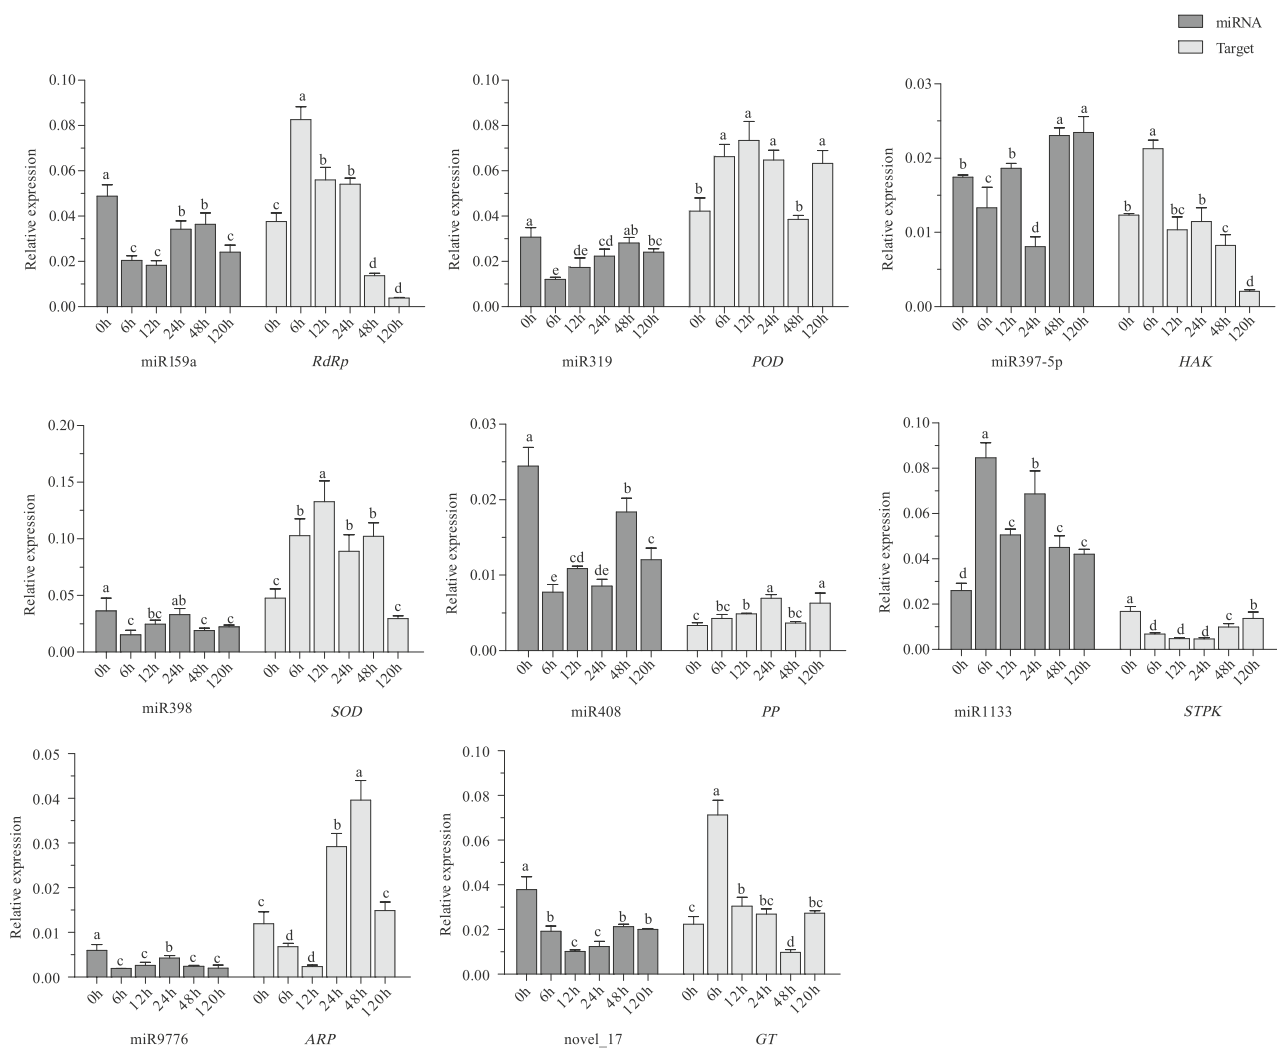 miRNA
Target
0.10
0.08
0.06
0.04
0.02
0.00
Relative expression
a
c
c
b
b
c
c
a
b
b
d
d
0h
6h
12h
24h
48h
120h
0h
6h
12h
24h
48h
120h
miR159a
RdRp
0.10
0.08
0.06
0.04
0.02
0.00
Relative expression
a
e
de
cd
ab
bc
b
a
a
a
b
a
0h
6h
12h
24h
48h
120h
0h
6h
12h
24h
48h
120h
miR319
POD
0.03
0.02
0.01
0.00
Relative expression
b
c
b
d
a
a
b
a
bc
b
c
d
0h
6h
12h
24h
48h
120h
0h
6h
12h
24h
48h
120h
miR397-5p
HAK
0.20
0.15
0.10
0.05
0.00
Relative expression
a
c
bc
ab
c
c
c
b
a
b
b
c
0h
6h
12h
24h
48h
120h
0h
6h
12h
24h
48h
120h
miR398
SOD
0.03
0.02
0.01
0.00
Relative expression
a
e
cd
de
b
c
c
bc
b
a
bc
a
0h
6h
12h
24h
48h
120h
0h
6h
12h
24h
48h
120h
miR408
PP
0.10
0.08
0.06
0.04
0.02
0.00
Relative expression
d
a
c
b
c
c
a
d
d
d
c
b
0h
6h
12h
24h
48h
120h
0h
6h
12h
24h
48h
120h
miR1133
STPK
0.05
0.04
0.03
0.02
0.01
0.00
Relative expression
a
c
c
b
c
c
c
d
d
b
a
c
0h
6h
12h
24h
48h
120h
0h
6h
12h
24h
48h
120h
miR9776
ARP
0.10
0.08
0.06
0.04
0.02
0.00
Relative expression
a
b
c
c
b
b
c
a
b
bc
d
bc
0h
6h
12h
24h
48h
120h
0h
6h
12h
24h
48h
120h
novel_17
GT